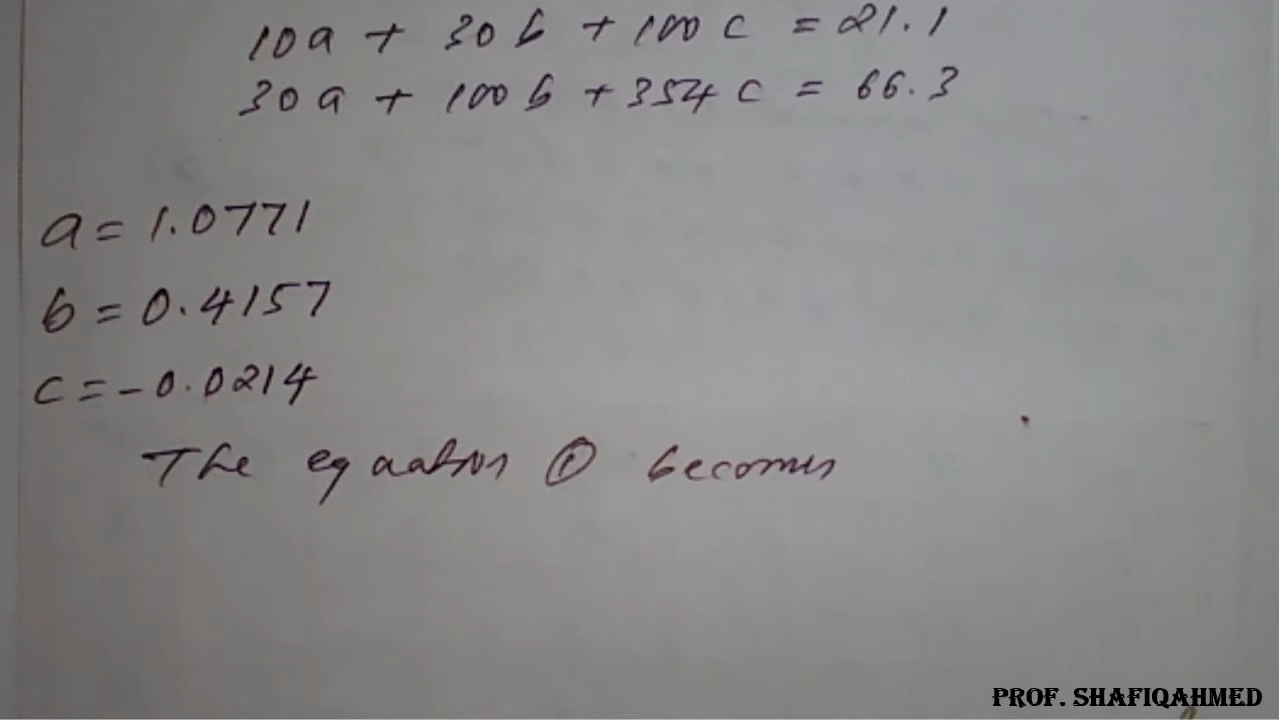 10a + 30b + 100c = 21.1
30a + 100b + 354c = 66.3
a = 1.0771
b = 0.4157
c = -0.0214
The equation ① becomes
PROF. SHAFIQAHMED